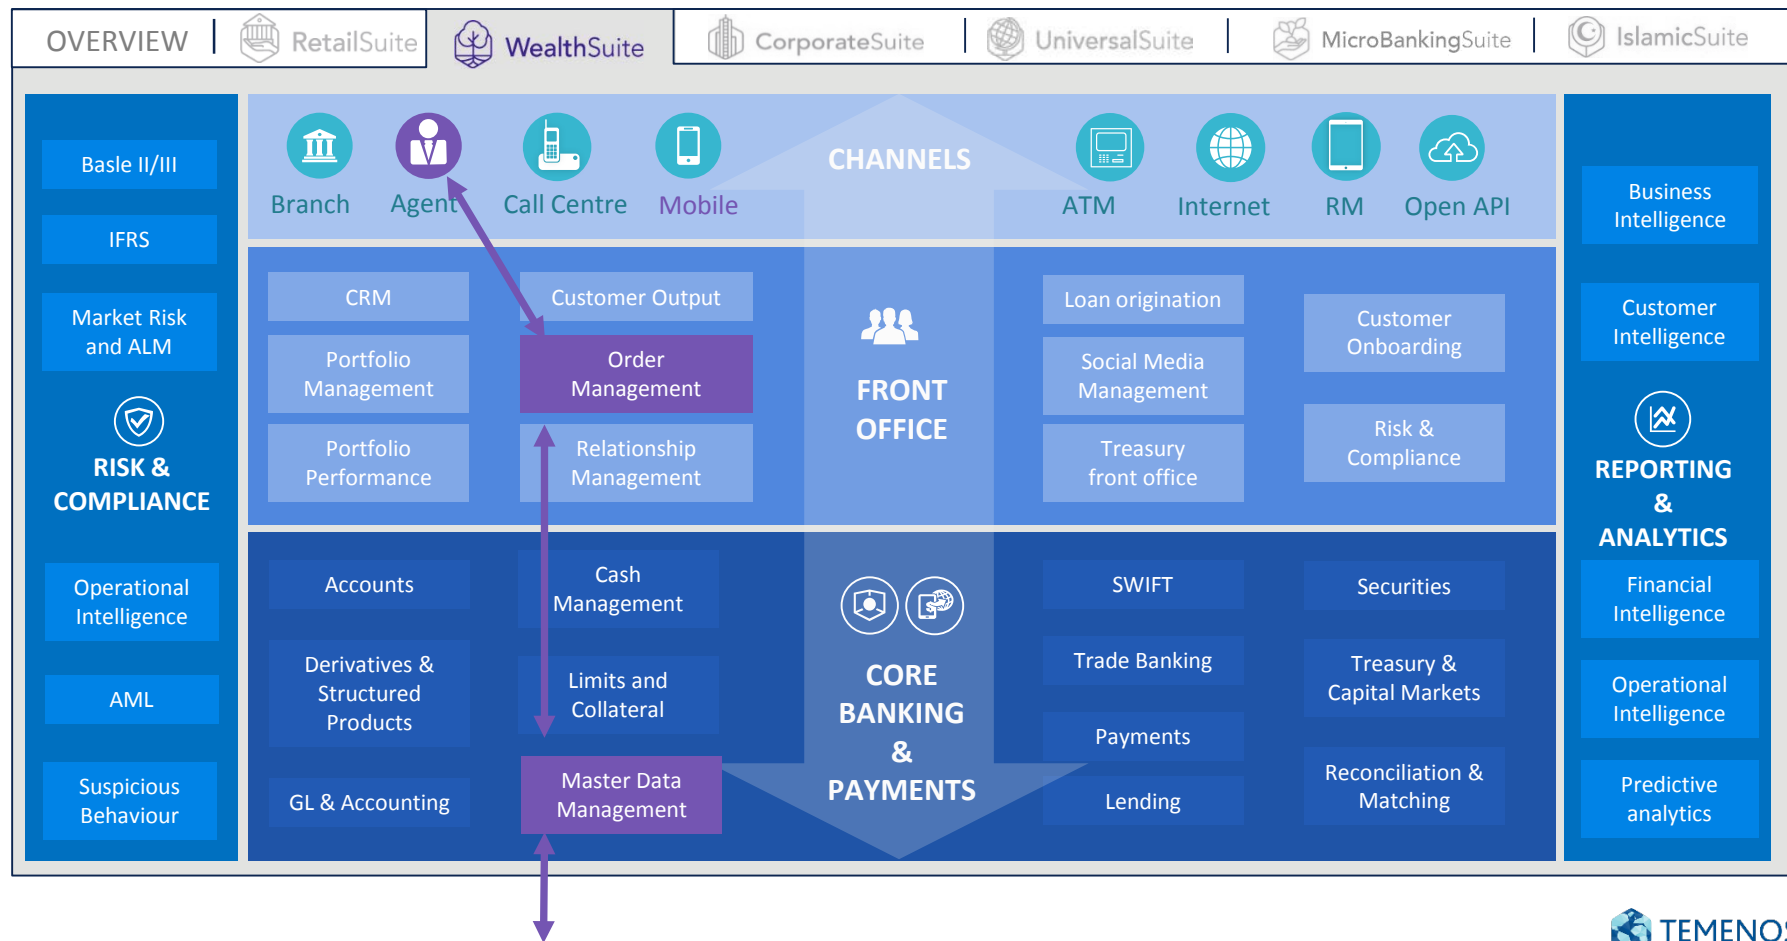 OVERVIEW
RetailSuite
WealthSuite
CorporateSuite
UniversalSuite
MicroBankingSuite
IslamicSuite
Basle II/III
IFRS
Market Risk
and ALM
RISK &
COMPLIANCE
Operational
Intelligence
AML
Suspicious
Behaviour
Branch
Agent
Call Centre
Mobile
CHANNELS
ATM
Internet
RM
Open API
CRM
Customer Output
Portfolio
Management
Order
Management
Portfolio
Performance
Relationship
Management
FRONT
OFFICE
Loan origination
Social Media
Management
Treasury
front office
Customer
Onboarding
Risk &
Compliance
Accounts
Cash
Management
Derivatives &
Structured
Products
Limits and
Collateral
GL & Accounting
Master Data
Management
CORE
BANKING
&
PAYMENTS
SWIFT
Securities
Trade Banking
Treasury &
Capital Markets
Payments
Lending
Reconciliation &
Matching
Business
Intelligence
Customer
Intelligence
REPORTING
&
ANALYTICS
Financial
Intelligence
Operational
Intelligence
Predictive
analytics
TEMENOS